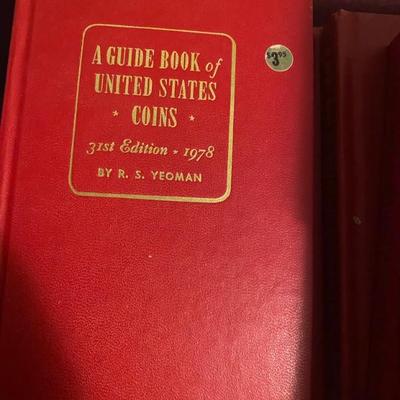 A GUIDE BOOK of
UNITED STATES
* COINS *
31st Edition * 1978
BY R. S. YEOMAN
$3.95